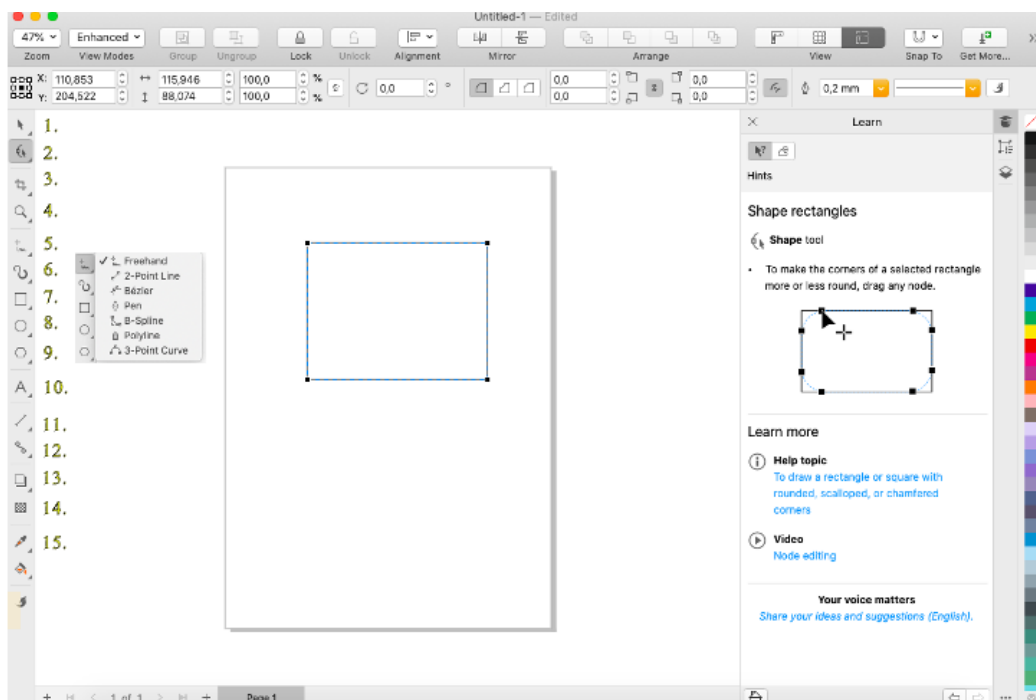 Untitled-1 — Edited
47% Enhanced
Zoom View Modes Group Ungroup Lock Unlock Alignment Mirror Arrange View Snap To Get More...
X: 110,853 115,946 100,0 % 0,0 ° 0,0 0,0 0,2 mm
Y: 204,522 88,074 100,0 % 0,0 0,0
Learn
Hints
Shape rectangles
Shape tool
• To make the corners of a selected rectangle
more or less round, drag any node.
Learn more
Help topic
To draw a rectangle or square with
rounded, scalloped, or chamfered
corners
Video
Node editing
Your voice matters
Share your ideas and suggestions (English).
1.
2.
3.
4.
5.
6.
7.
8.
9.
10.
11.
12.
13.
14.
15.
Freehand
2-Point Line
Bézier
Pen
B-Spline
Polyline
3-Point Curve
1 of 1 Page 1